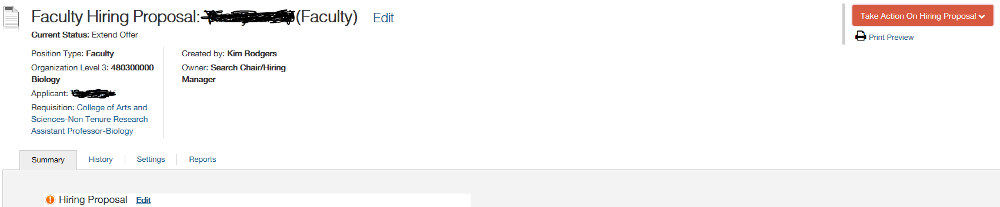 Faculty Hiring Proposal: (Faculty) Edit
Take Action On Hiring Proposal
Current Status: Extend Offer
Print Preview
Position Type: Faculty
Organization Level 3: 480300000
Biology
Applicant:
Requisition: College of Arts and
Sciences-Non Tenure Research
Assistant Professor-Biology
Created by: Kim Rodgers
Owner: Search Chair/Hiring
Manager
Summary
History
Settings
Reports
Hiring Proposal Edit